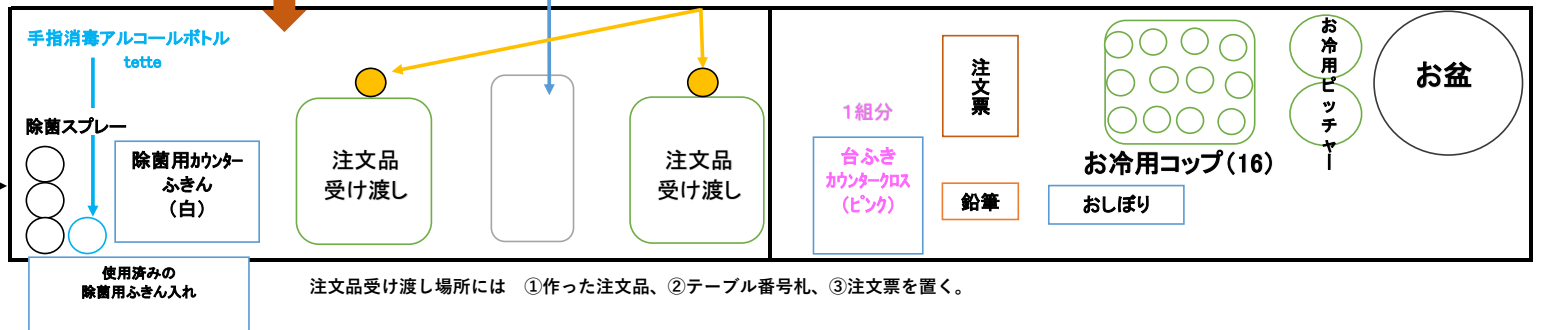 手指消毒アルコールボトル
tette
除菌スプレー
除菌用カウンター
ふきん
（白）
使用済みの
除菌用ふきん入れ
注文品
受け渡し
注文品
受け渡し
注文品受け渡し場所には　①作った注文品、②テーブル番号札、③注文票を置く。
１組分
台ふき
カウンタークロス
（ピンク）
注文票
鉛筆
お冷用コップ（16）
おしぼり
お冷用ピッチャー
お盆